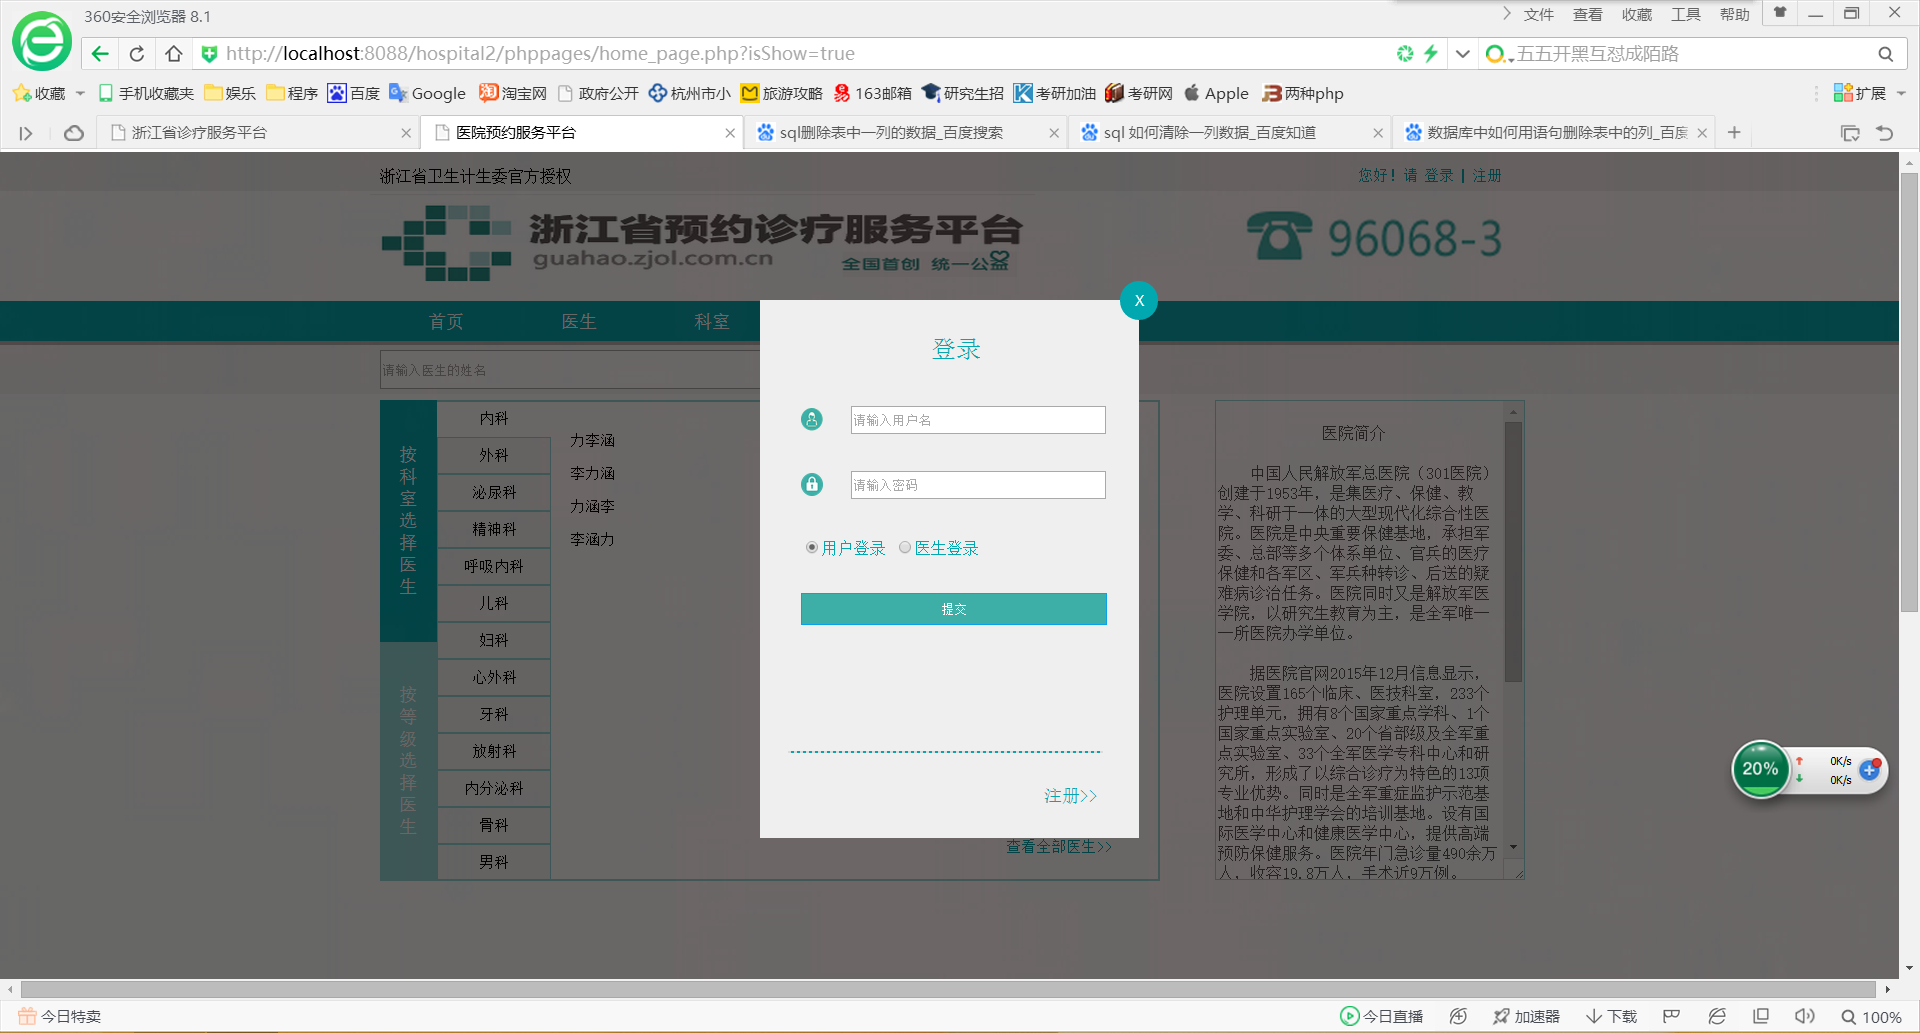 360安全浏览器 8.1
文件 查看 收藏 工具 帮助
http://localhost:8088/hospital2/phppages/home_page.php?isShow=true
五五开黑互怼成陌路
收藏 手机收藏夹 娱乐 程序 百度 Google 淘宝网 政府公开 杭州市小 旅游攻略 163邮箱 研究生招 考研加油 考研网 Apple 两种php 扩展
浙江省诊疗服务平台 医院预约服务平台 sql删除表中一列的数据_百度搜索 sql 如何清除一列数据_百度知道 数据库中如何用语句删除表中的列_百度
浙江省卫生计生委官方授权
您好! 请 登录 | 注册
浙江省预约诊疗服务平台
guahao.zjol.com.cn 全国首创 统一公益
96068-3
首页 医生 科室
请输入医生的姓名
按科室选择医生
按等级选择医生
内科
外科
泌尿科
精神科
呼吸内科
儿科
妇科
心外科
牙科
放射科
内分泌科
骨科
男科
力李涵
李力涵
力涵李
李涵力
查看全部医生>>
X
登录
请输入用户名
请输入密码
用户登录 医生登录
提交
注册>>
医院简介
中国人民解放军总医院（301医院）
创建于1953年，是集医疗、保健、教
学、科研于一体的大型现代化综合性医
院。医院是中央重要保健基地，承担军
委、总部等多个体系单位、官兵的医疗
保健和各军区、军兵种转诊、后送的疑
难病诊治任务。医院同时又是解放军医
学院，以研究生教育为主，是全军唯一
一所医院办学单位。
据医院官网2015年12月信息显示，
医院设置165个临床、医技科室，233个
护理单元，拥有8个国家重点学科、1个
国家重点实验室、20个省部级及全军重
点实验室、33个全军医学专科中心和研
究所，形成了以综合诊疗为特色的13项
专业优势。同时是全军重症监护示范基
地和中华护理学会的培训基地。设有国
际医学中心和健康医学中心，提供高端
预防保健服务。医院年门急诊量490余万
人，收容19.8万人，手术近9万例。
20%
0K/s
0K/s
今日特卖
今日直播 加速器 下载 100%